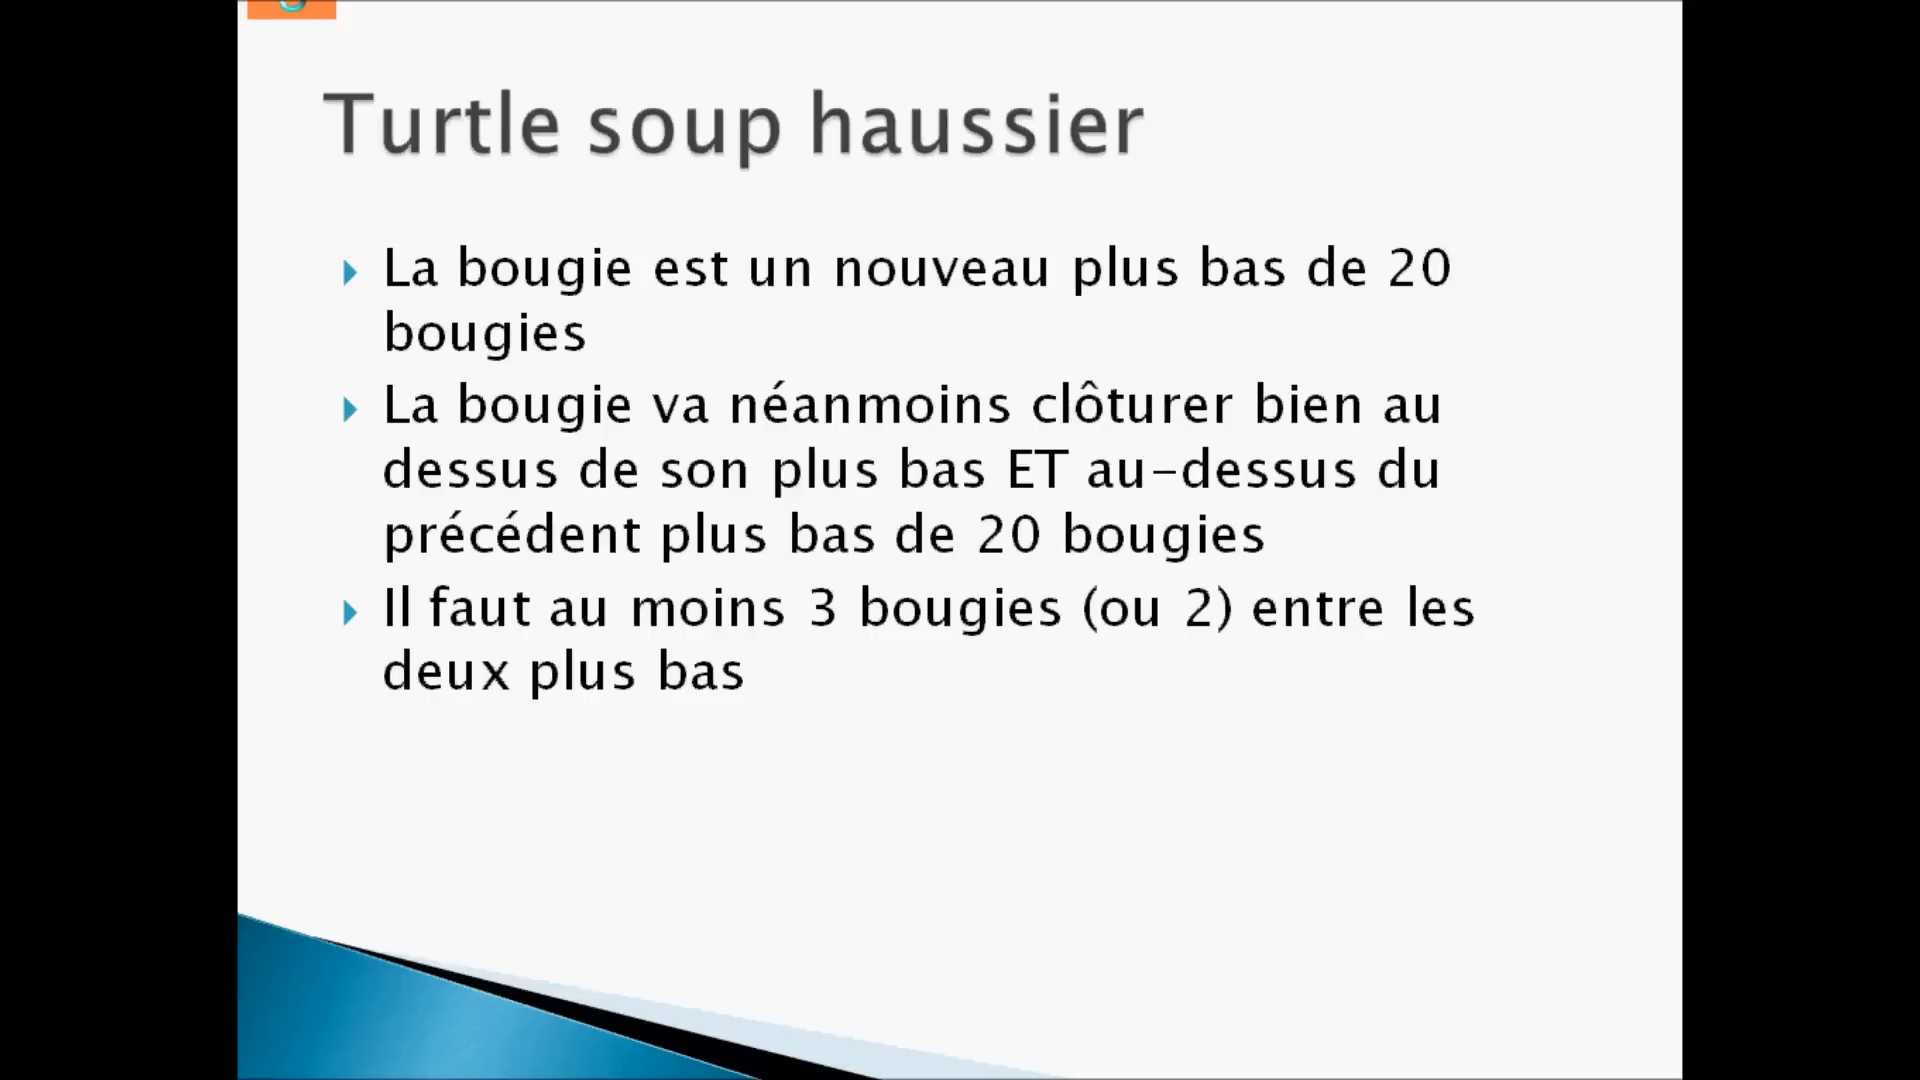 Turtle soup haussier
La bougie est un nouveau plus bas de 20
bougies
La bougie va néanmoins clôturer bien au
dessus de son plus bas ET au-dessus du
précédent plus bas de 20 bougies
Il faut au moins 3 bougies (ou 2) entre les
deux plus bas